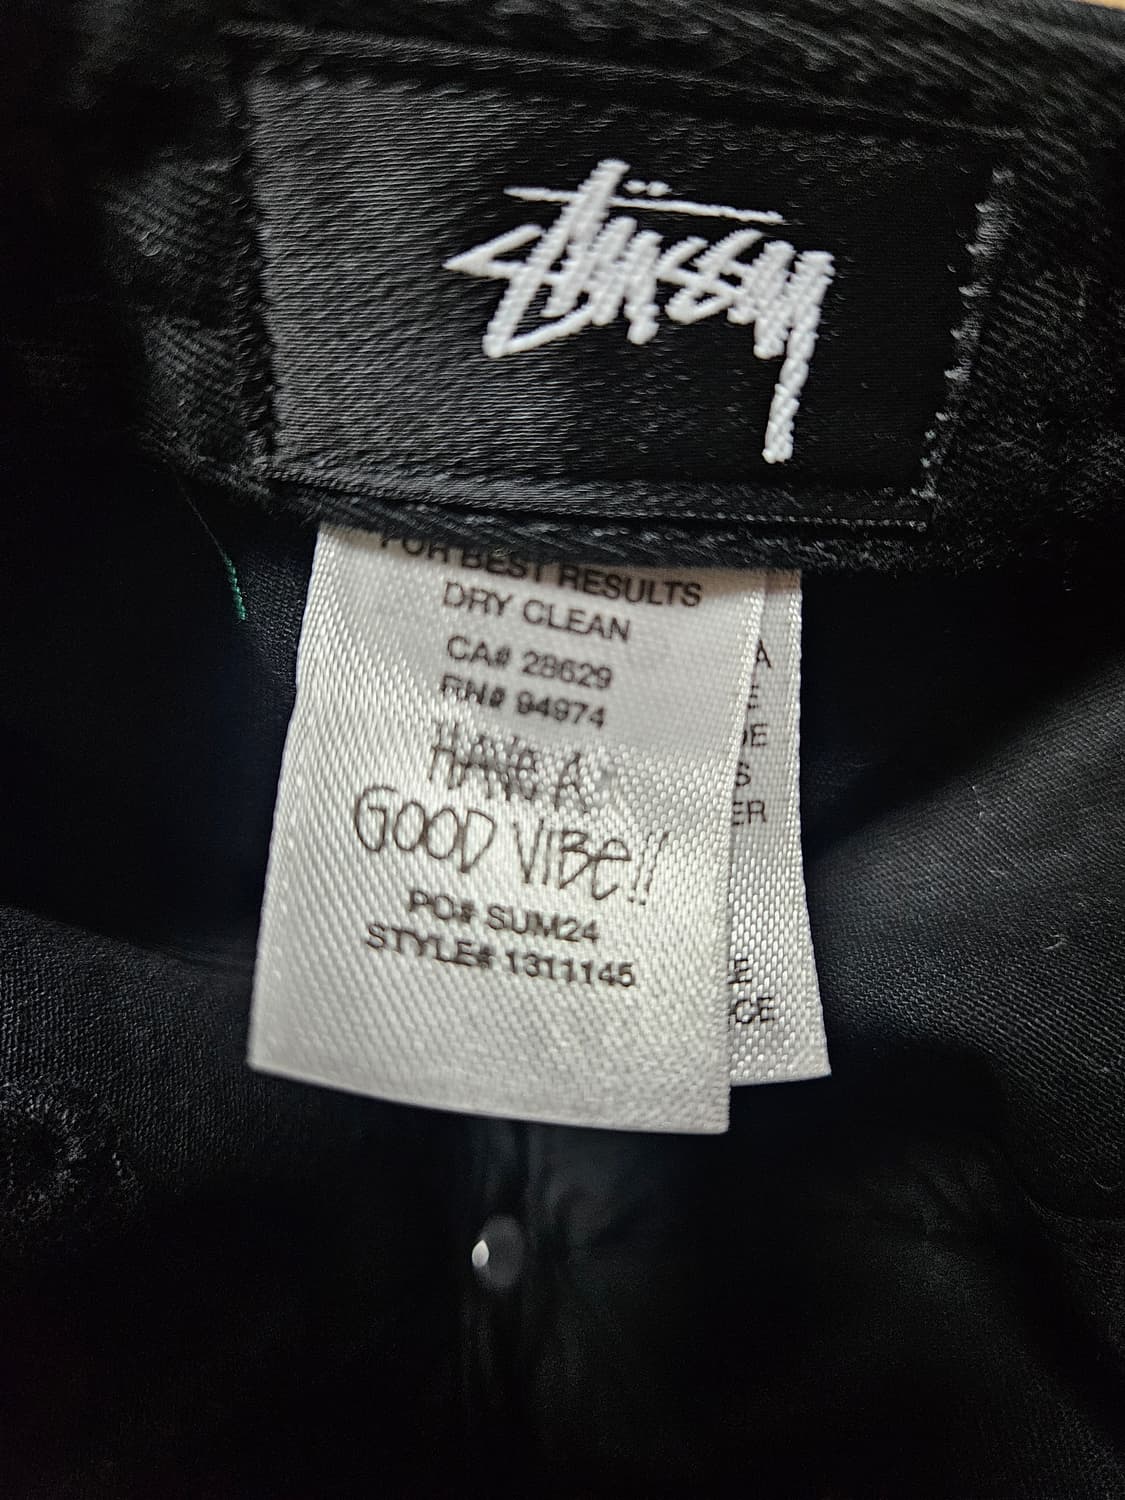 Stüssy
FOR BEST RESULTS
DRY CLEAN
CA# 28629
RN# 94974
HAVE A
GOOD VIBE!!
PO# SUM24
STYLE# 1311145